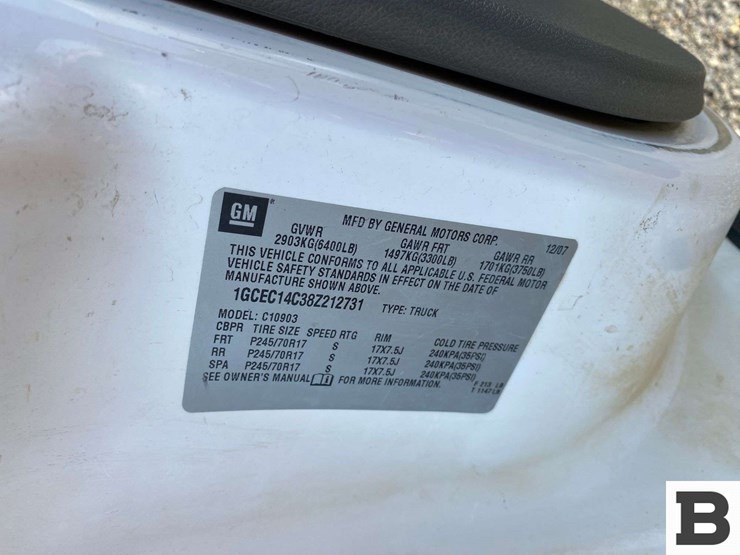 GM
MFD BY GENERAL MOTORS CORP. 12/07
GVWR GAWR FRT GAWR RR
2903KG(6400LB) 1497KG(3300LB) 1701KG(3750LB)
THIS VEHICLE CONFORMS TO ALL APPLICABLE U.S. FEDERAL MOTOR
VEHICLE SAFETY STANDARDS IN EFFECT ON THE DATE OF
MANUFACTURE SHOWN ABOVE.
1GCEC14C38Z212731 TYPE: TRUCK
MODEL: C10903
CBPR TIRE SIZE SPEED RTG RIM COLD TIRE PRESSURE
FRT P245/70R17 S 17X7.5J 240KPA(35PSI)
RR P245/70R17 S 17X7.5J 240KPA(35PSI)
SPA P245/70R17 S 17X7.5J 240KPA(35PSI)
SEE OWNER'S MANUAL FOR MORE INFORMATION.
B